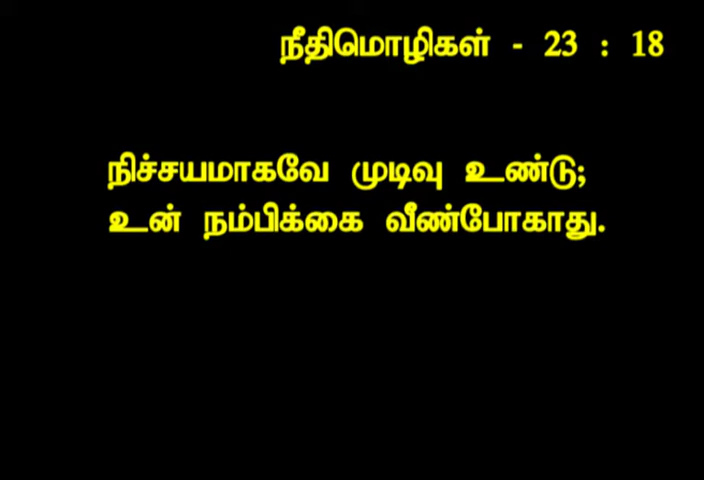 நீதிமொழிகள் - 23 : 18
நிச்சயமாகவே முடிவு உண்டு;
உன் நம்பிக்கை வீண்போகாது.